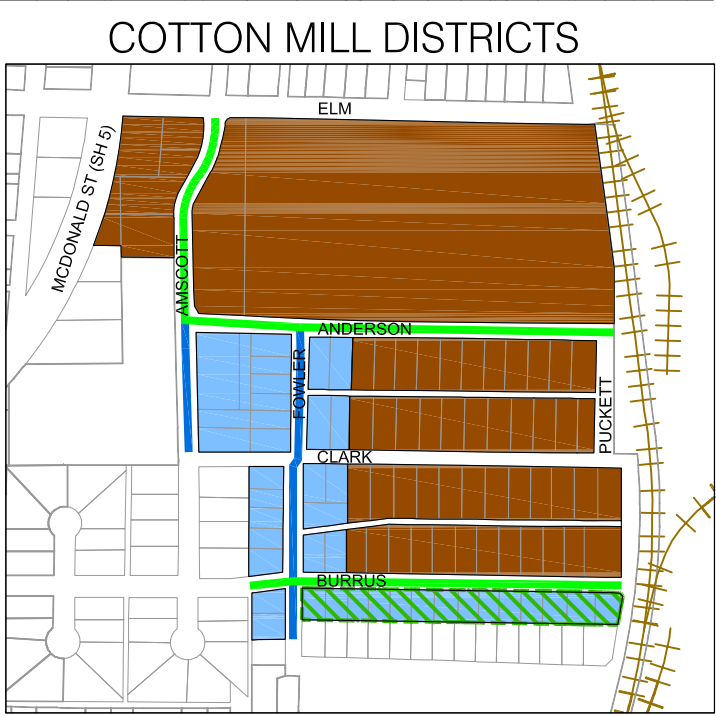 COTTON MILL DISTRICTS
ELM
MCDONALD ST (SH 5)
AMSCOTT
ANDERSON
FOWLER
PUCKETT
CLARK
BURRUS